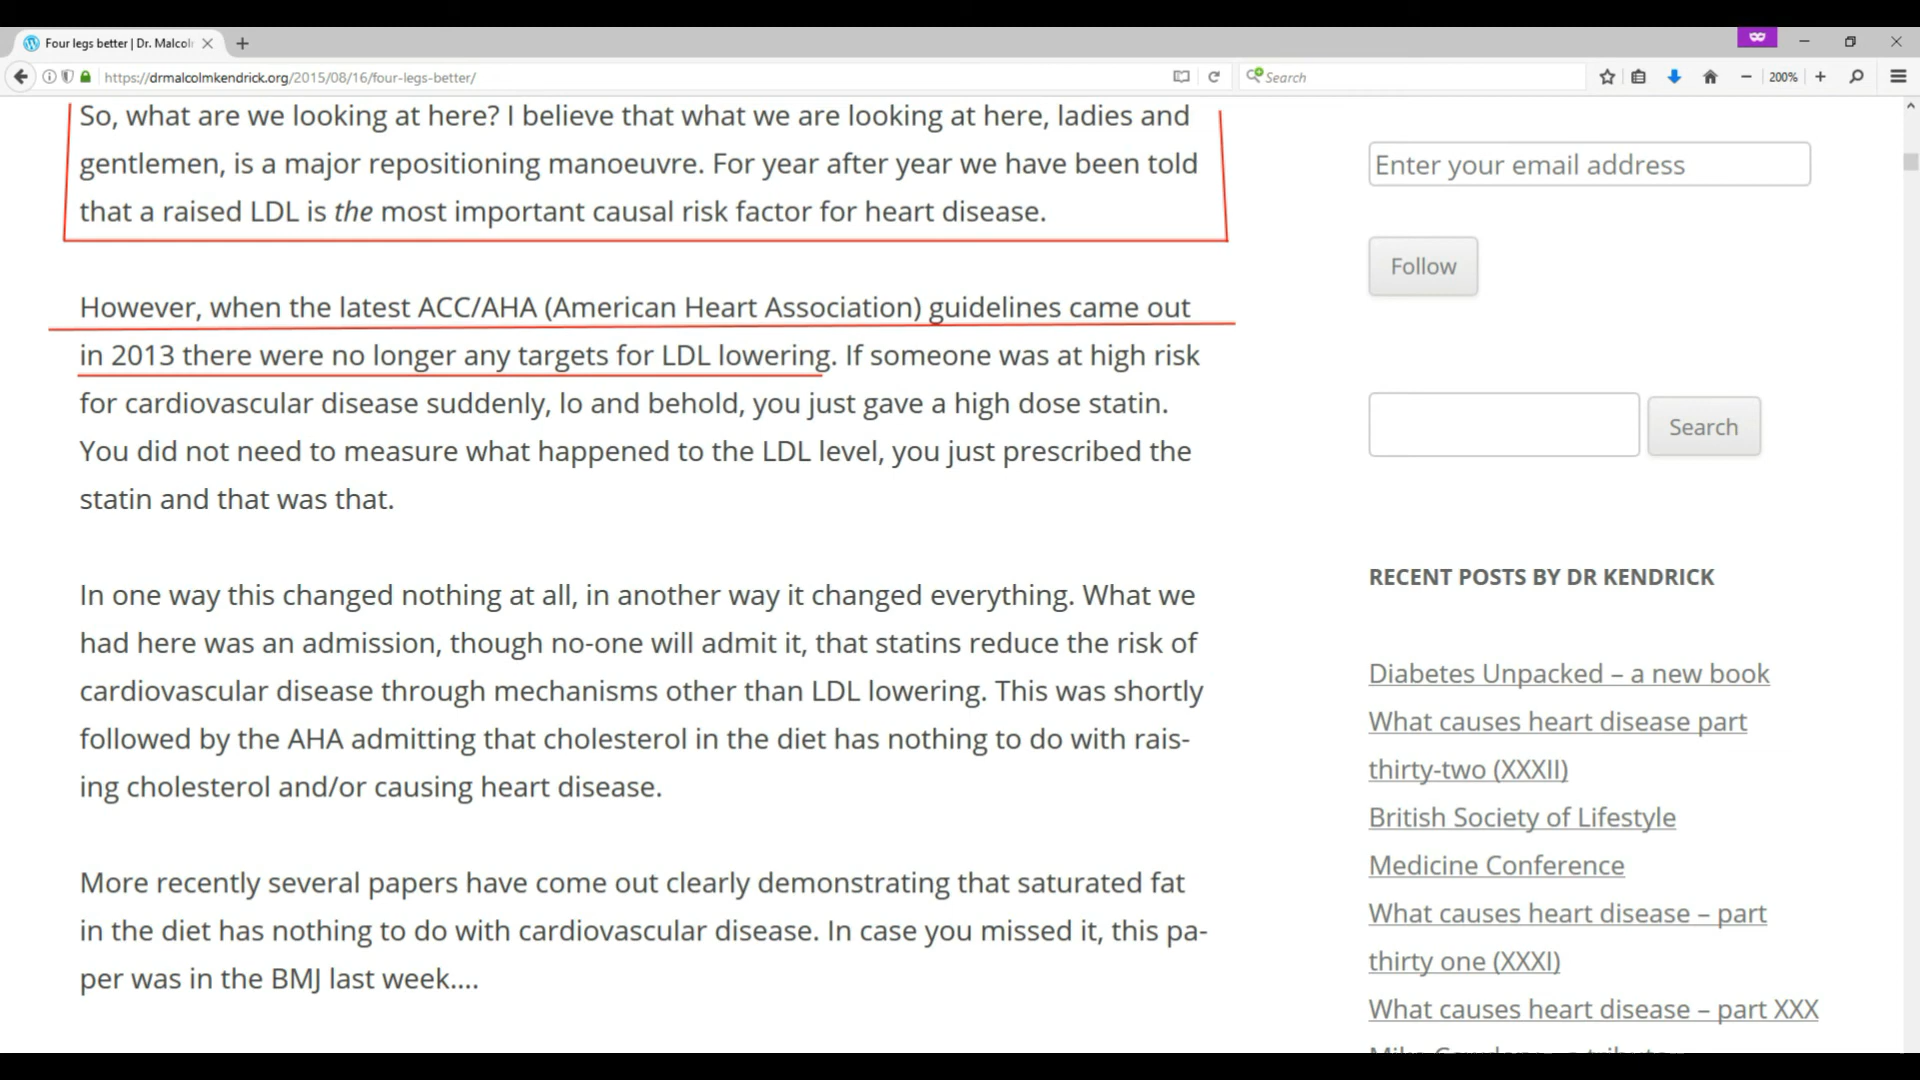 Four legs better | Dr. Malcol
https://drmalcolmkendrick.org/2015/08/16/four-legs-better/
Search
200%
So, what are we looking at here? I believe that what we are looking at here, ladies and
gentlemen, is a major repositioning manoeuvre. For year after year we have been told
that a raised LDL is the most important causal risk factor for heart disease.
However, when the latest ACC/AHA (American Heart Association) guidelines came out
in 2013 there were no longer any targets for LDL lowering. If someone was at high risk
for cardiovascular disease suddenly, lo and behold, you just gave a high dose statin.
You did not need to measure what happened to the LDL level, you just prescribed the
statin and that was that.
In one way this changed nothing at all, in another way it changed everything. What we
had here was an admission, though no-one will admit it, that statins reduce the risk of
cardiovascular disease through mechanisms other than LDL lowering. This was shortly
followed by the AHA admitting that cholesterol in the diet has nothing to do with rais-
ing cholesterol and/or causing heart disease.
More recently several papers have come out clearly demonstrating that saturated fat
in the diet has nothing to do with cardiovascular disease. In case you missed it, this pa-
per was in the BMJ last week....
Enter your email address
Follow
Search
RECENT POSTS BY DR KENDRICK
Diabetes Unpacked – a new book
What causes heart disease part
thirty-two (XXXII)
British Society of Lifestyle
Medicine Conference
What causes heart disease – part
thirty one (XXXI)
What causes heart disease – part XXX